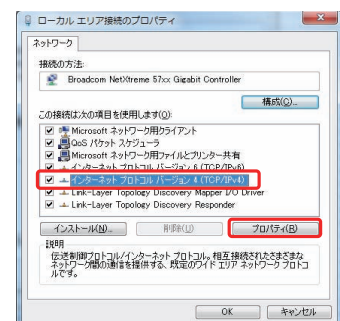 ローカル エリア接続のプロパティ
ネットワーク
接続の方法:
Broadcom NetXtreme 57xx Gigabit Controller
構成(C)...
この接続は次の項目を使用します(O):
Microsoft ネットワーク用クライアント
QoS パケット スケジューラ
Microsoft ネットワーク用ファイルとプリンター共有
インターネット プロトコル バージョン 6 (TCP/IPv6)
インターネット プロトコル バージョン 4 (TCP/IPv4)
Link-Layer Topology Discovery Mapper I/O Driver
Link-Layer Topology Discovery Responder
インストール(N)...
削除(U)
プロパティ(R)
説明
伝送制御プロトコル/インターネット プロトコル。相互接続されたさまざまな
ネットワーク間の通信を提供する、既定のワイド エリア ネットワーク プロトコ
ルです。
OK
キャンセル